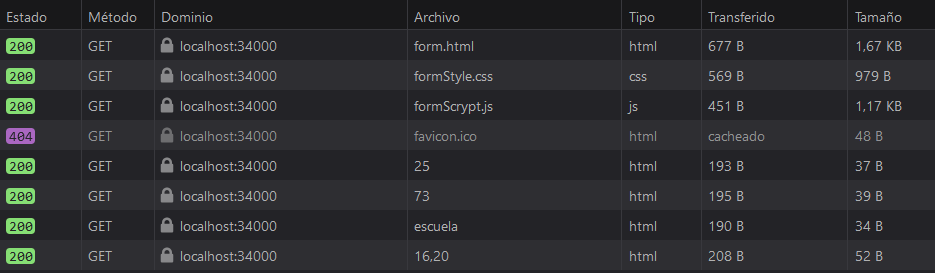 Estado Método Dominio Archivo Tipo Transferido Tamaño
200 GET localhost:34000 form.html html 677 B 1,67 KB
200 GET localhost:34000 formStyle.css css 569 B 979 B
200 GET localhost:34000 formScrypt.js js 451 B 1,17 KB
404 GET localhost:34000 favicon.ico html cacheado 48 B
200 GET localhost:34000 25 html 193 B 37 B
200 GET localhost:34000 73 html 195 B 39 B
200 GET localhost:34000 escuela html 190 B 34 B
200 GET localhost:34000 16,20 html 208 B 52 B